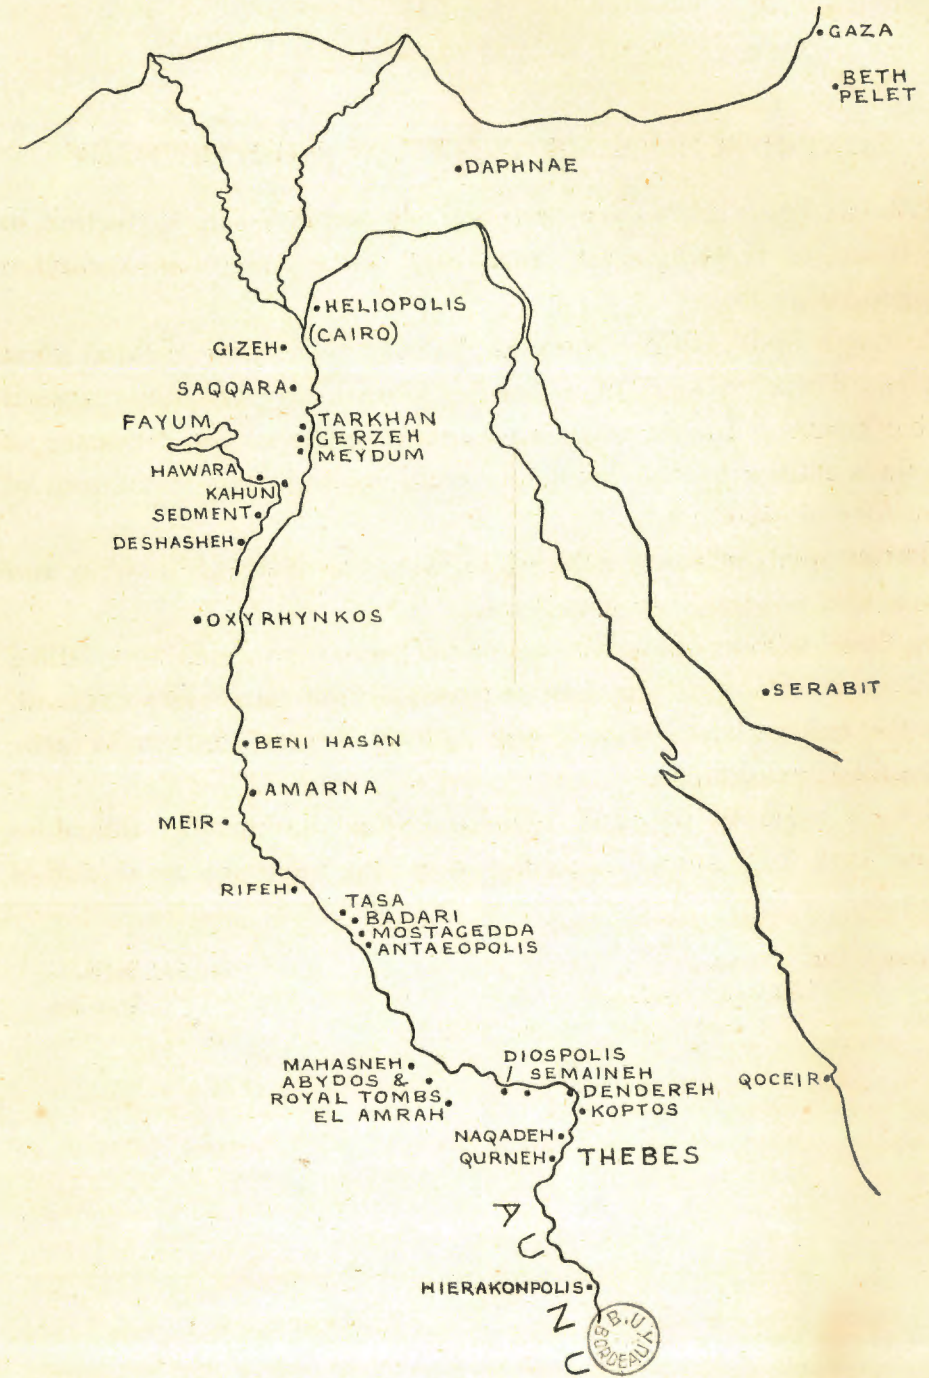 GAZA
BETH
PELET
DAPHNAE
HELIOPOLIS
(CAIRO)
GIZEH
SAQQARA
FAYUM
TARKHAN
GERZEH
MEYDUM
HAWARA
KAHUN
SEDMENT
DESHASHEH
OXYRHYNKOS
SERABIT
BENI HASAN
AMARNA
MEIR
RIFEH
TASA
BADARI
MOSTAGEDDA
ANTAEOPOLIS
MAHASNEH
ABYDOS &
ROYAL TOMBS
EL AMRAH
DIOSPOLIS
SEMAINEH
DENDEREH
KOPTOS
QOCEIR
NAQADEH
QURNEH
THEBES
HIERAKONPOLIS
A U N U
B.U.
BORDEAUX